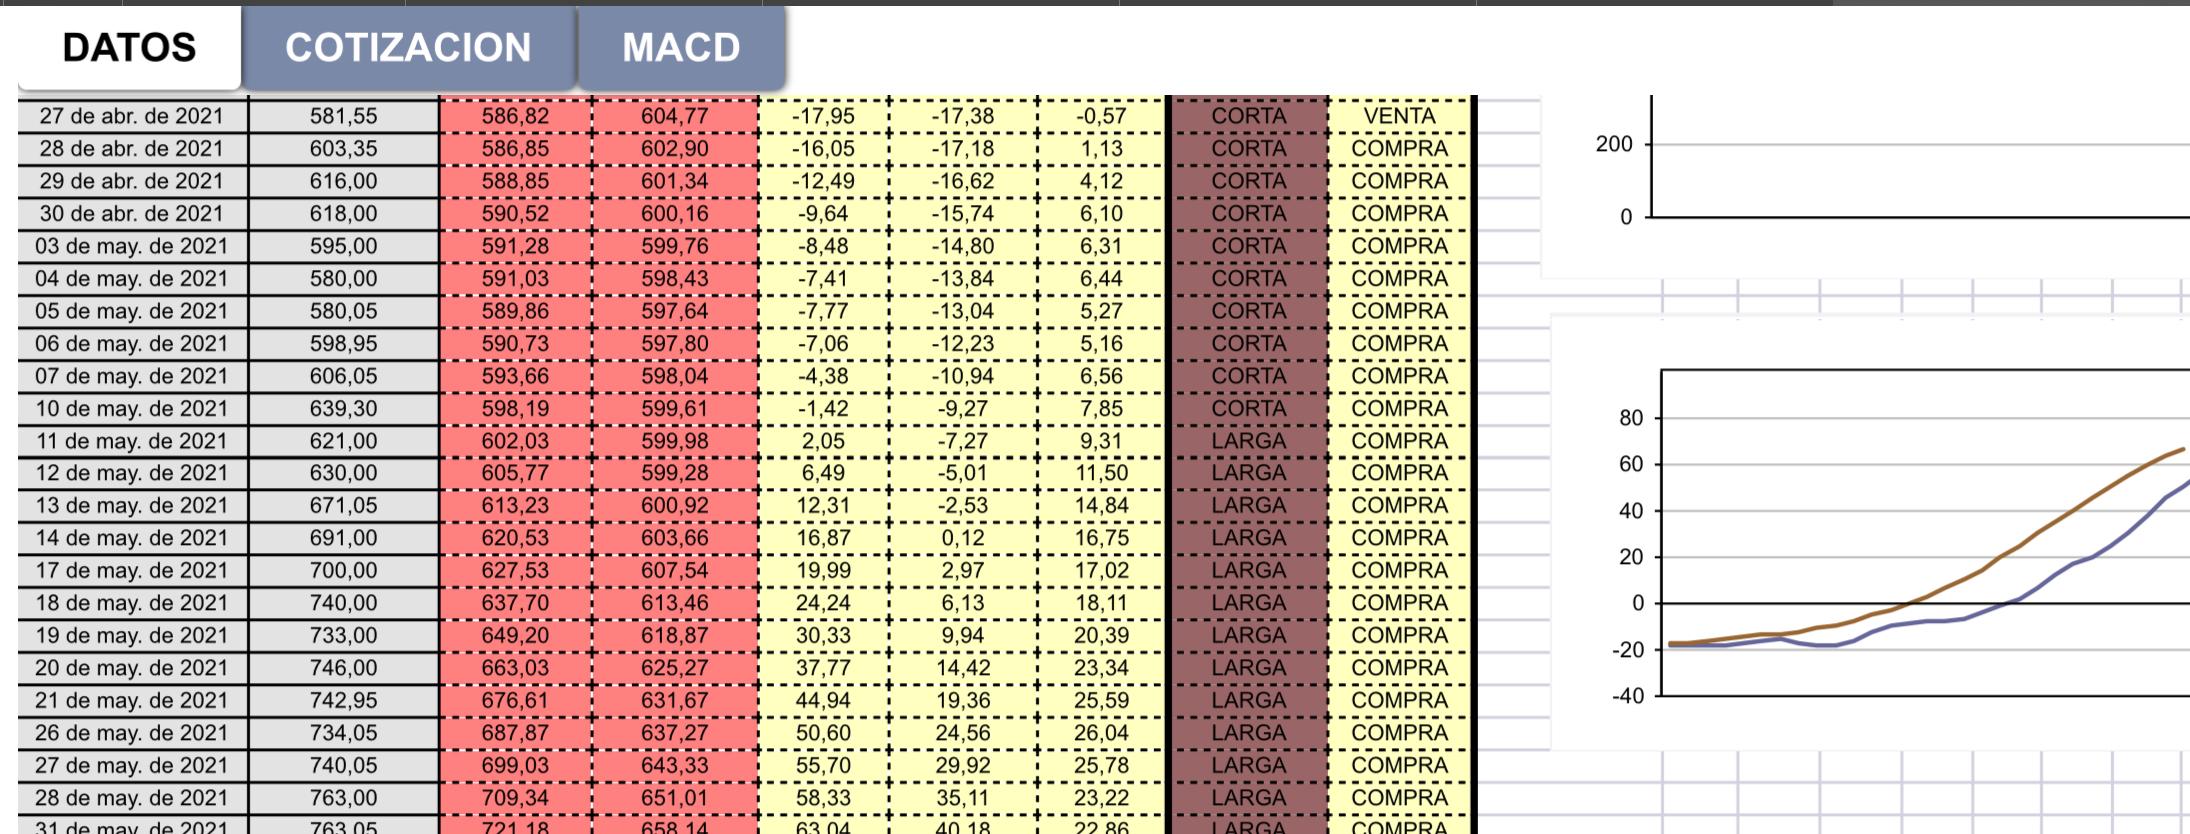 DATOS COTIZACION MACD
27 de abr. de 2021 581,55 586,82 604,77 -17,95 -17,38 -0,57 CORTA VENTA
28 de abr. de 2021 603,35 586,85 602,90 -16,05 -17,18 1,13 CORTA COMPRA
29 de abr. de 2021 616,00 588,85 601,34 -12,49 -16,62 4,12 CORTA COMPRA
30 de abr. de 2021 618,00 590,52 600,16 -9,64 -15,74 6,10 CORTA COMPRA
03 de may. de 2021 595,00 591,28 599,76 -8,48 -14,80 6,31 CORTA COMPRA
04 de may. de 2021 580,00 591,03 598,43 -7,41 -13,84 6,44 CORTA COMPRA
05 de may. de 2021 580,05 589,86 597,64 -7,77 -13,04 5,27 CORTA COMPRA
06 de may. de 2021 598,95 590,73 597,80 -7,06 -12,23 5,16 CORTA COMPRA
07 de may. de 2021 606,05 593,66 598,04 -4,38 -10,94 6,56 CORTA COMPRA
10 de may. de 2021 639,30 598,19 599,61 -1,42 -9,27 7,85 CORTA COMPRA
11 de may. de 2021 621,00 602,03 599,98 2,05 -7,27 9,31 LARGA COMPRA
12 de may. de 2021 630,00 605,77 599,28 6,49 -5,01 11,50 LARGA COMPRA
13 de may. de 2021 671,05 613,23 600,92 12,31 -2,53 14,84 LARGA COMPRA
14 de may. de 2021 691,00 620,53 603,66 16,87 0,12 16,75 LARGA COMPRA
17 de may. de 2021 700,00 627,53 607,54 19,99 2,97 17,02 LARGA COMPRA
18 de may. de 2021 740,00 637,70 613,46 24,24 6,13 18,11 LARGA COMPRA
19 de may. de 2021 733,00 649,20 618,87 30,33 9,94 20,39 LARGA COMPRA
20 de may. de 2021 746,00 663,03 625,27 37,77 14,42 23,34 LARGA COMPRA
21 de may. de 2021 742,95 676,61 631,67 44,94 19,36 25,59 LARGA COMPRA
26 de may. de 2021 734,05 687,87 637,27 50,60 24,56 26,04 LARGA COMPRA
27 de may. de 2021 740,05 699,03 643,33 55,70 29,92 25,78 LARGA COMPRA
28 de may. de 2021 763,00 709,34 651,01 58,33 35,11 23,22 LARGA COMPRA
31 de may. de 2021 763,05 721,18 658,14 63,04 40,18 22,86 LARGA COMPRA
200
0
80
60
40
20
0
-20
-40